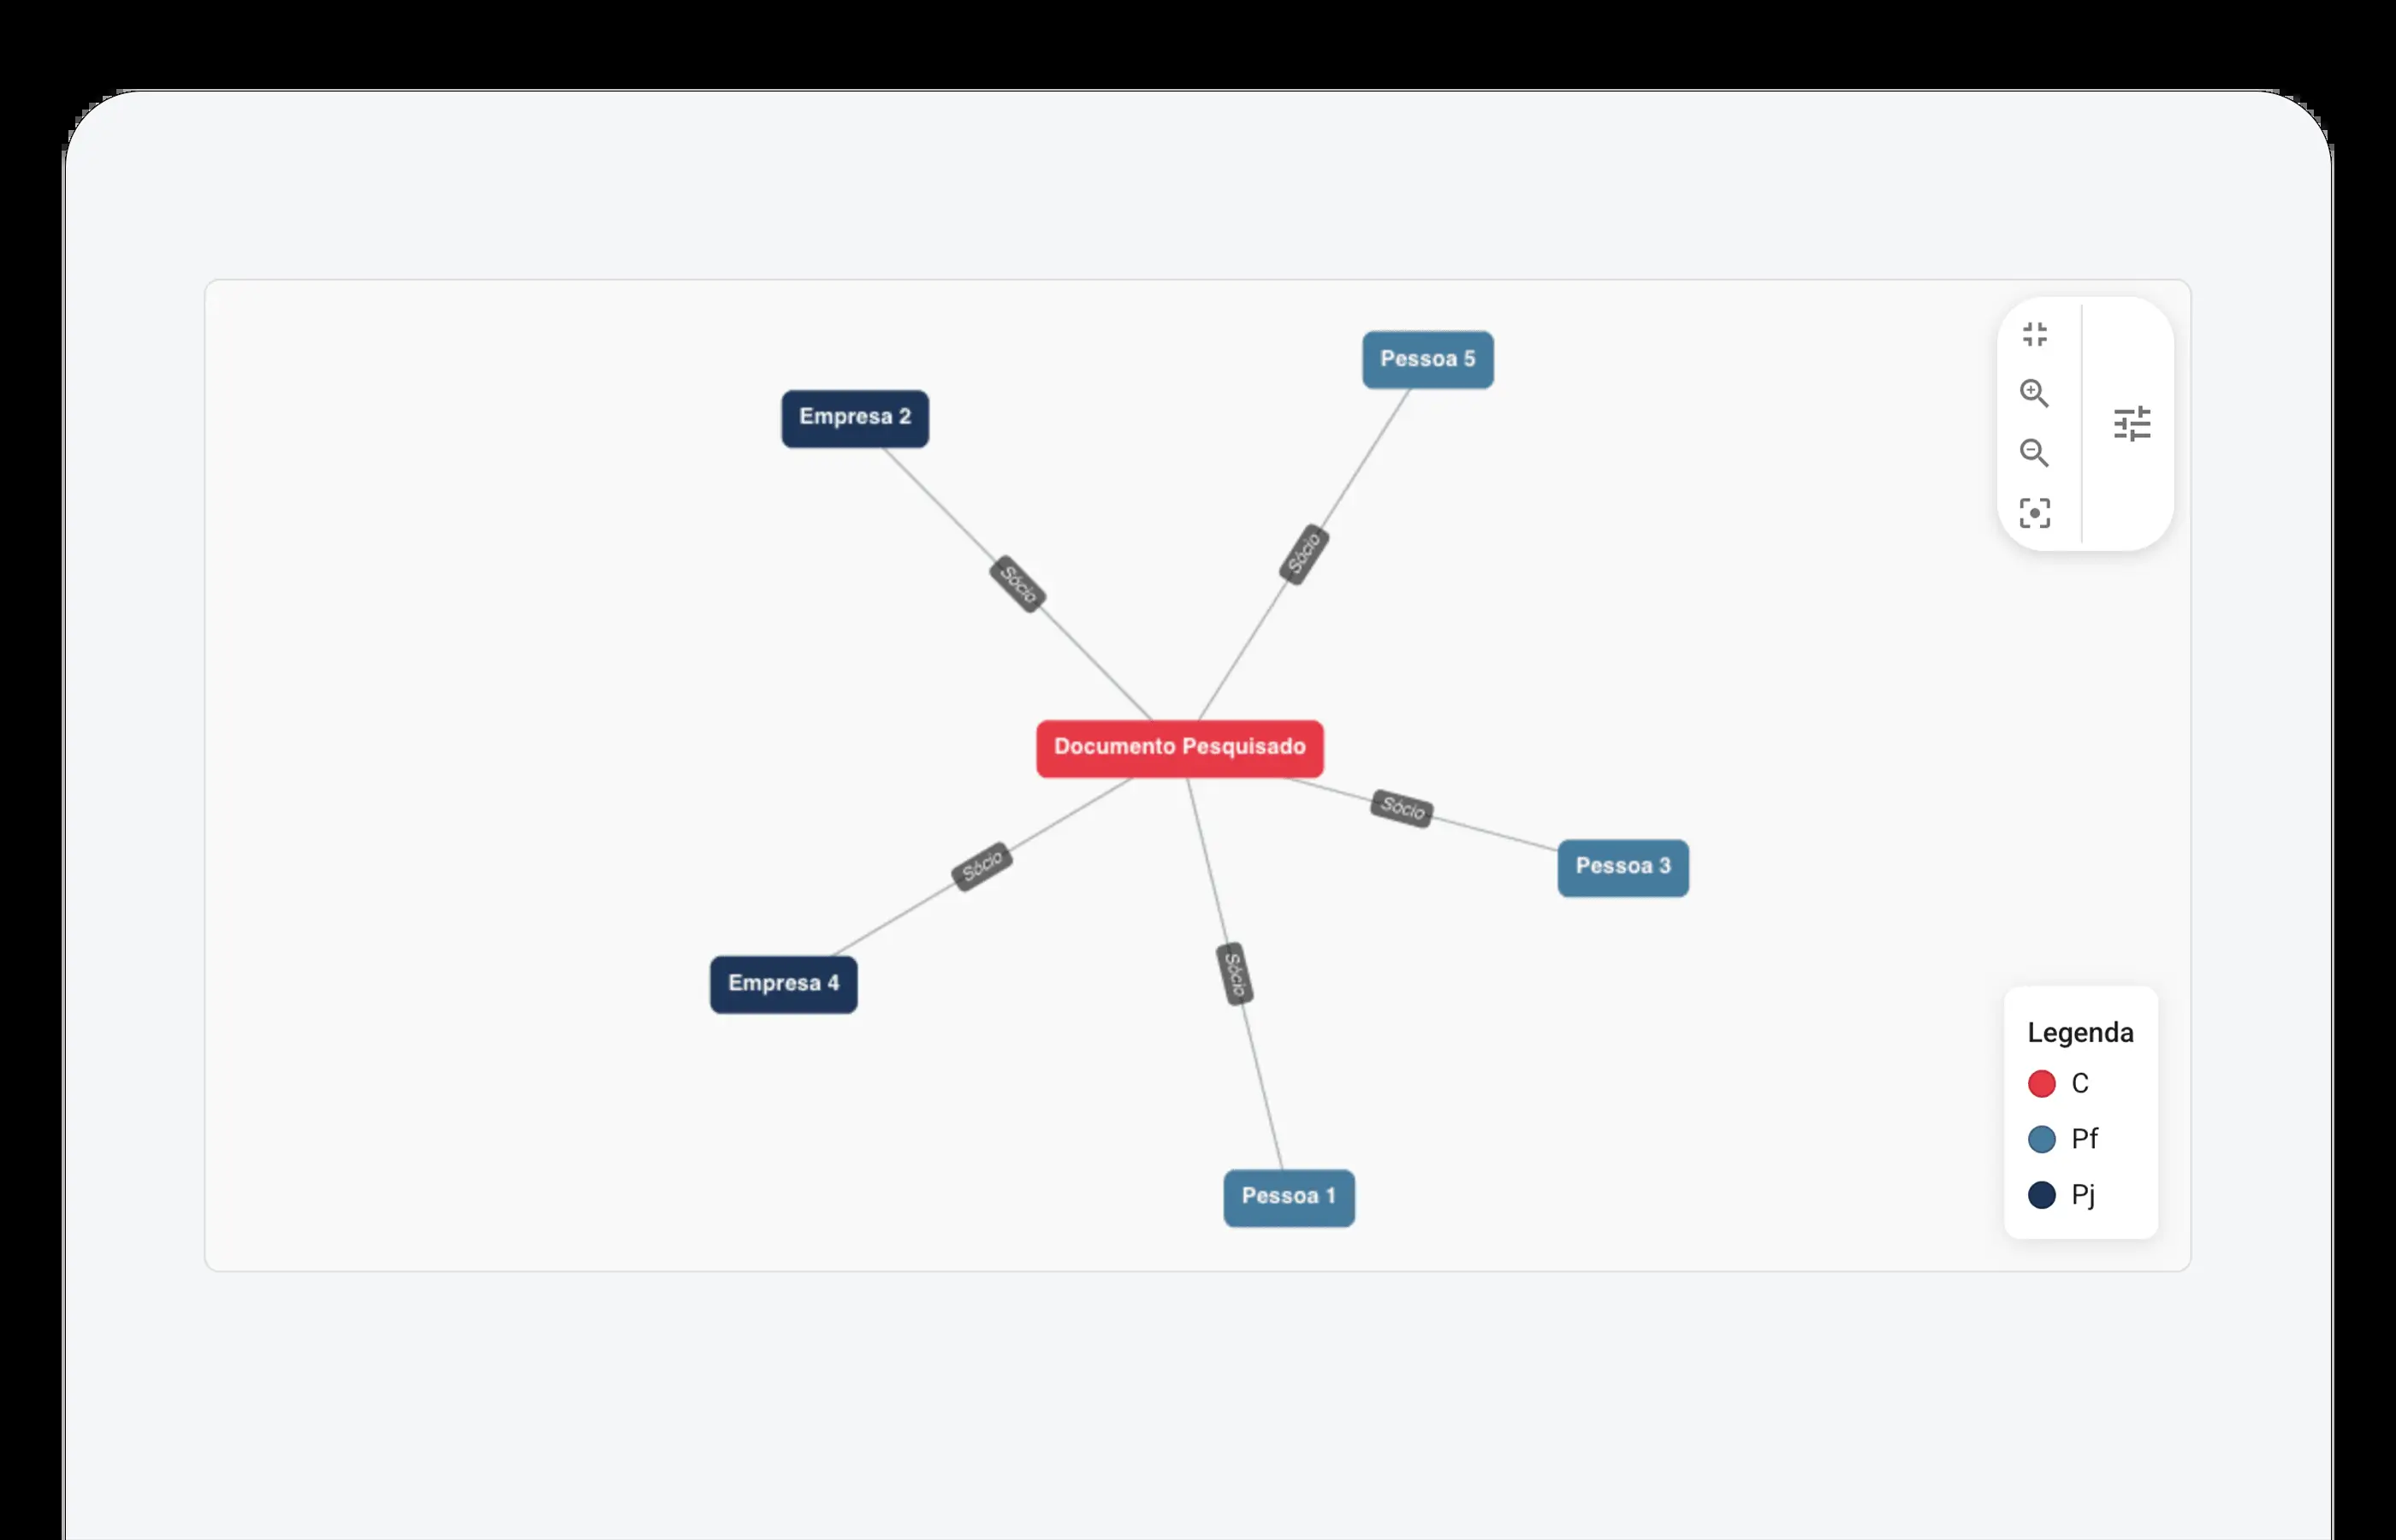 Pessoa 5
Empresa 2
Sócio
Sócio
Documento Pesquisado
Sócio
Sócio
Pessoa 3
Sócio
Empresa 4
Pessoa 1
Legenda
C
Pf
Pj